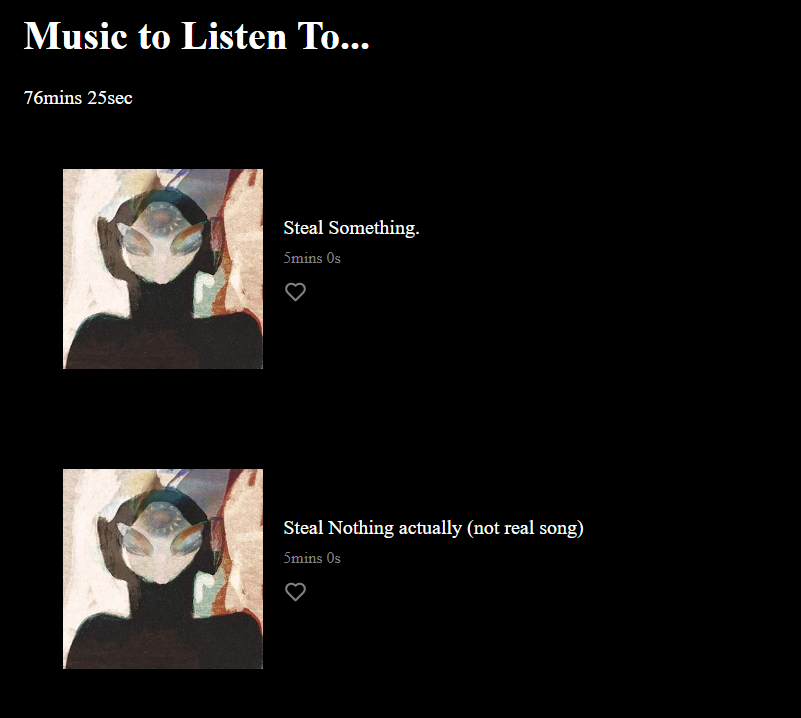 Music to Listen To...
76mins 25sec
Steal Something.
5mins 0s
Steal Nothing actually (not real song)
5mins 0s